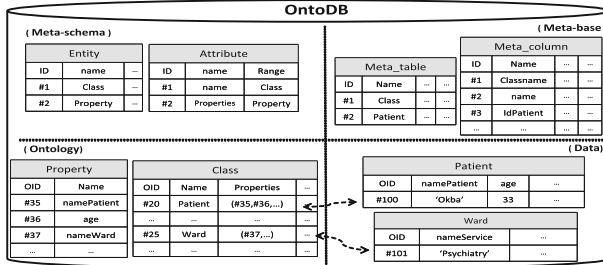 OntoDB
( Meta-schema )
Entity
ID name ...
#1 Class ...
#2 Property ...
Attribute
ID name Range
#1 name Class
#2 Properties Property
( Meta-base
Meta_table
ID Name ... ...
#1 Class ... ...
#2 Patient ... ...
Meta_column
ID Name ... ...
#1 Classname ... ...
#2 name ... ...
#3 IdPatient ... ...
... ... ... ...
( Ontology)
Property
OID Name
#35 namePatient
#36 age
#37 nameWard
... ...
Class
OID Name Properties ...
#20 Patient (#35,#36,...)
... ... ... ...
#25 Ward (#37,...) ...
... ... ... ...
( Data)
Patient
OID namePatient age ...
#100 'Okba' 33 ...
Ward
OID nameService ...
#101 'Psychiatry' ...